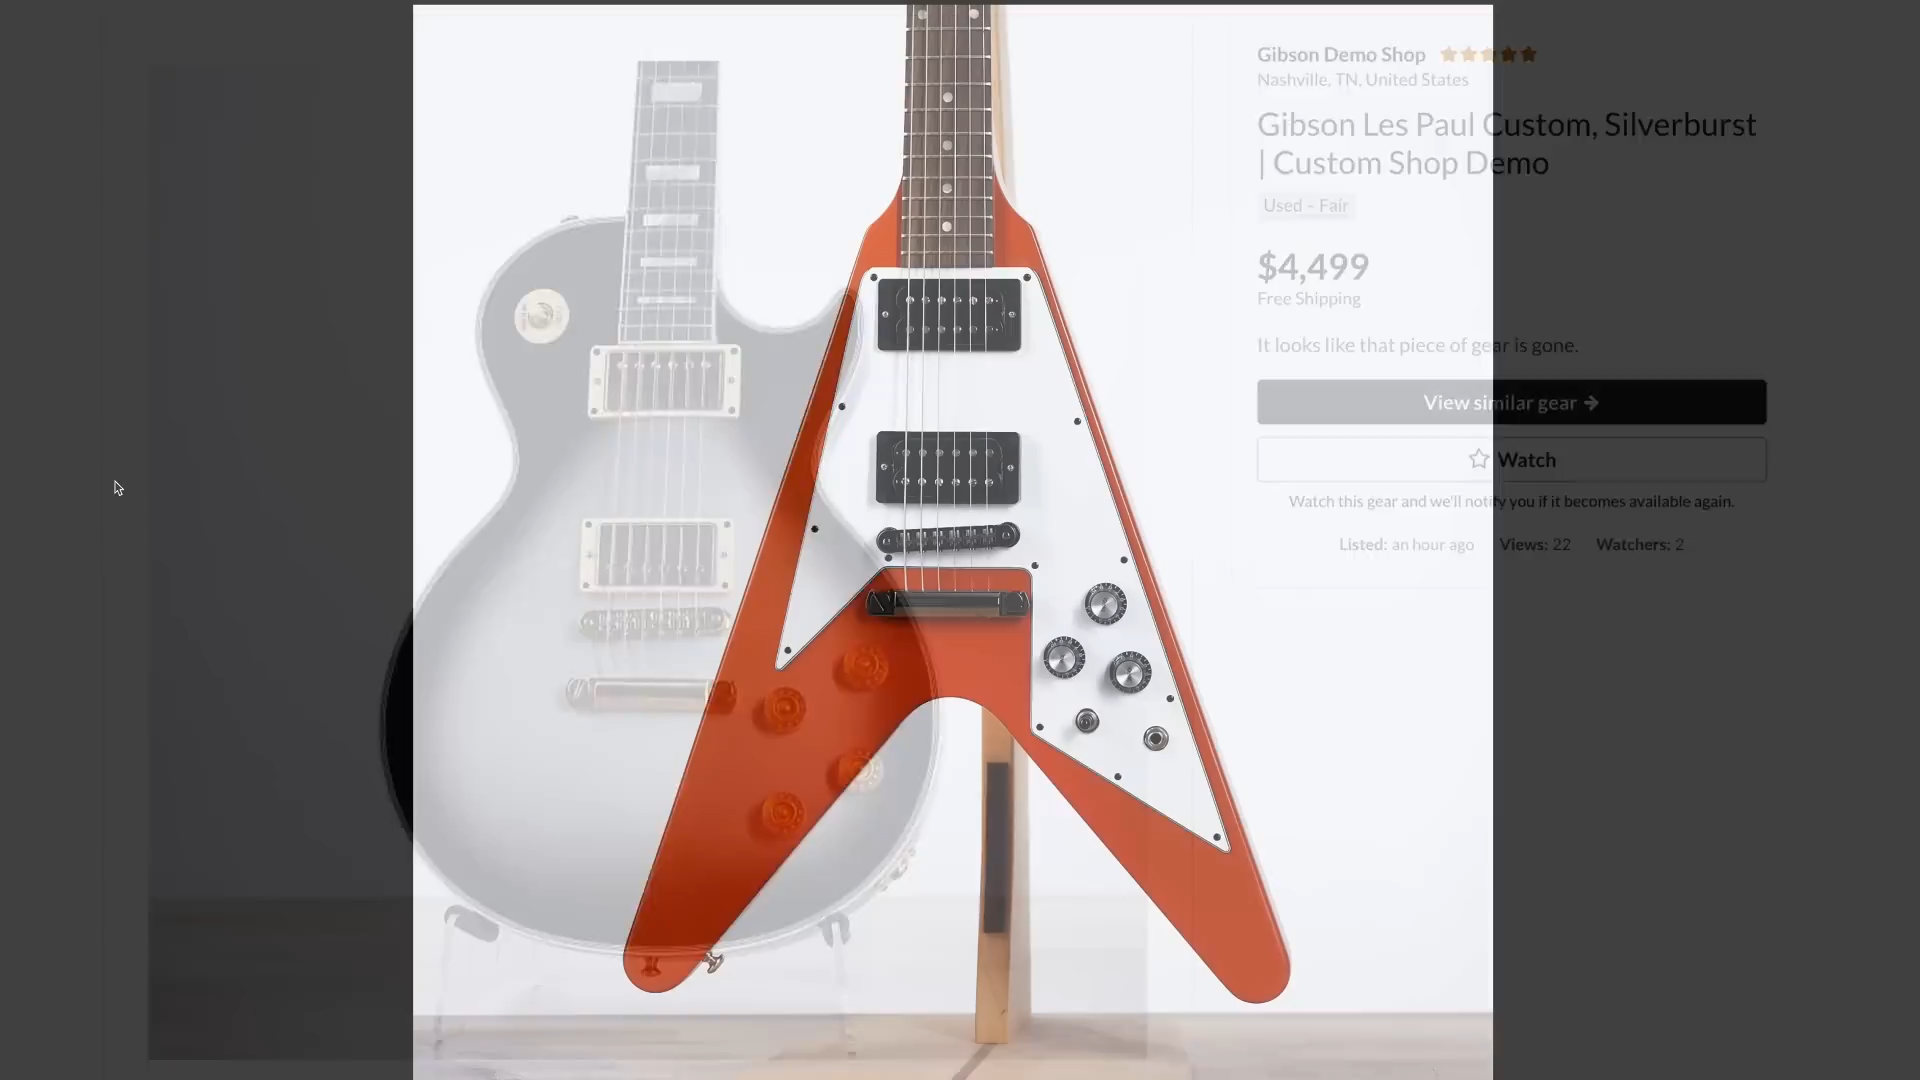 Gibson Demo Shop
Nashville, TN, United States
Gibson Les Paul Custom, Silverburst
| Custom Shop Demo
Used – Fair
$4,499
Free Shipping
It looks like that piece of gear is gone.
View similar gear →
Watch
Watch this gear and we'll notify you if it becomes available again.
Listed: an hour ago Views: 22 Watchers: 2